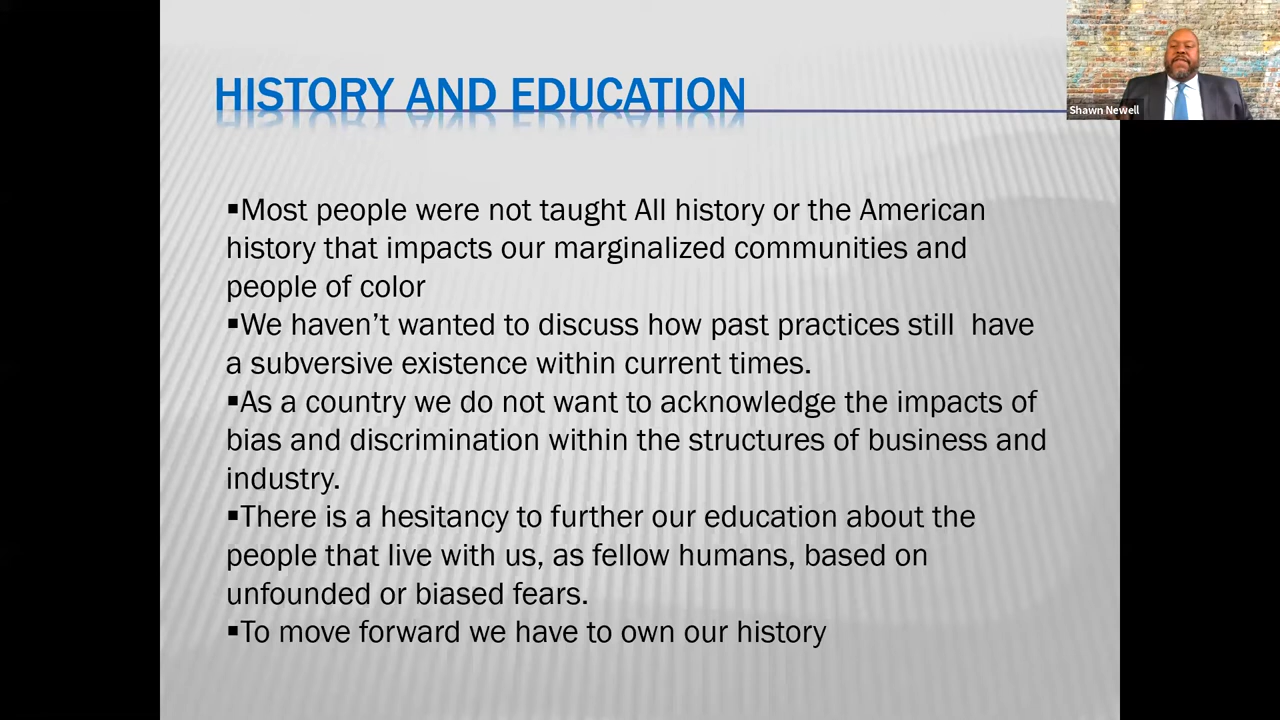 HISTORY AND EDUCATION
Shawn Newell
▪Most people were not taught All history or the American
history that impacts our marginalized communities and
people of color
▪We haven’t wanted to discuss how past practices still  have
a subversive existence within current times.
▪As a country we do not want to acknowledge the impacts of
bias and discrimination within the structures of business and
industry.
▪There is a hesitancy to further our education about the
people that live with us, as fellow humans, based on
unfounded or biased fears.
▪To move forward we have to own our history